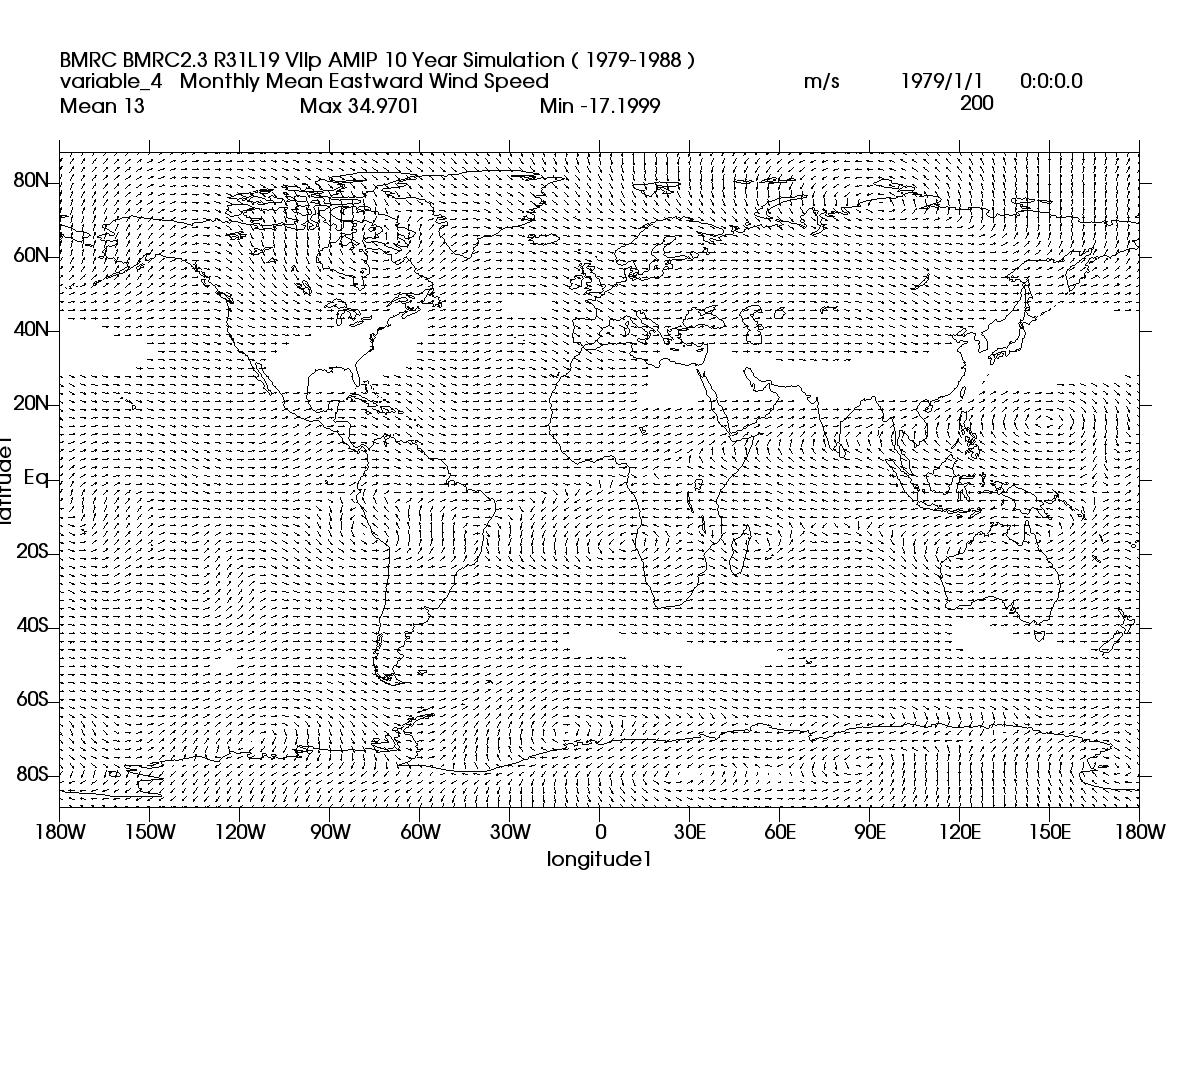 BMRC BMRC2.3 R31L19 VIIp AMIP 10 Year Simulation ( 1979-1988 )
variable_4 Monthly Mean Eastward Wind Speed m/s 1979/1/1 0:0:0.0
Mean 13 Max 34.9701 Min -17.1999 200
80N
60N
40N
20N
Eq
20S
40S
60S
80S
latitude1
180W 150W 120W 90W 60W 30W 0 30E 60E 90E 120E 150E 180W
longitude1